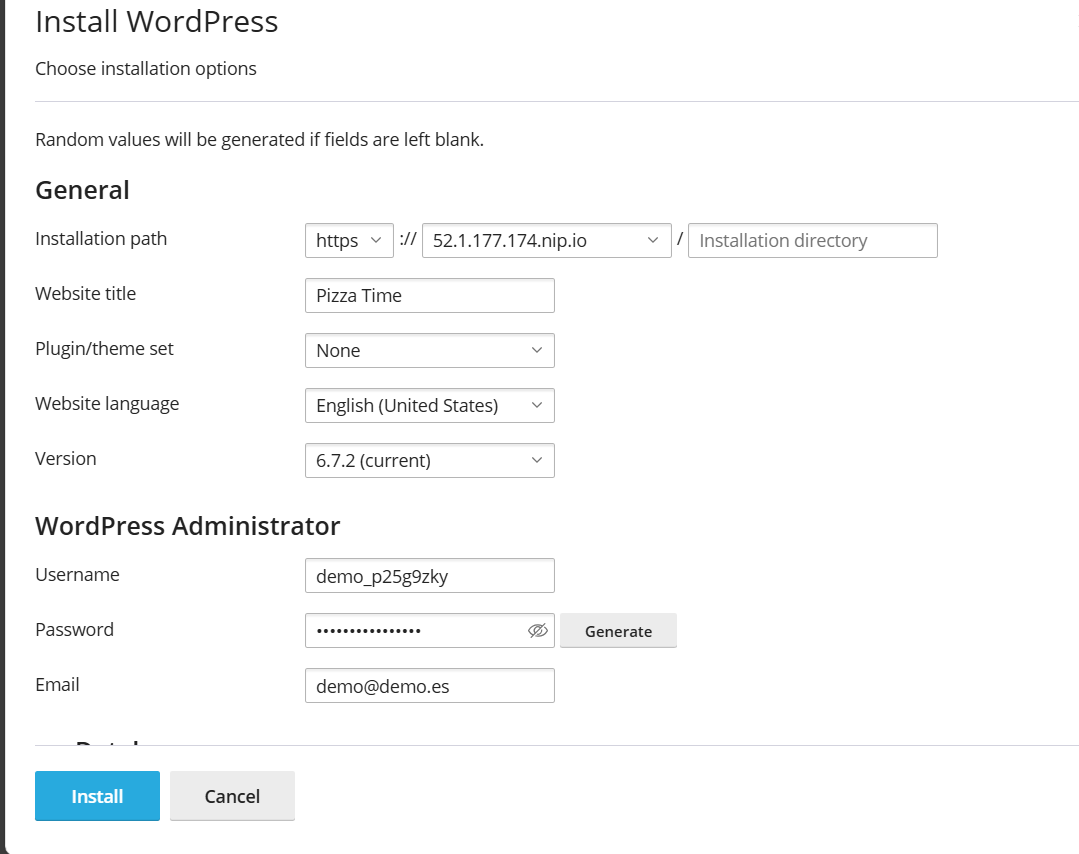 Install WordPress
Choose installation options
Random values will be generated if fields are left blank.
General
Installation path https :// 52.1.177.174.nip.io / Installation directory
Website title Pizza Time
Plugin/theme set None
Website language English (United States)
Version 6.7.2 (current)
WordPress Administrator
Username demo_p25g9zky
Password •••••••••••••••• Generate
Email demo@demo.es
Install Cancel